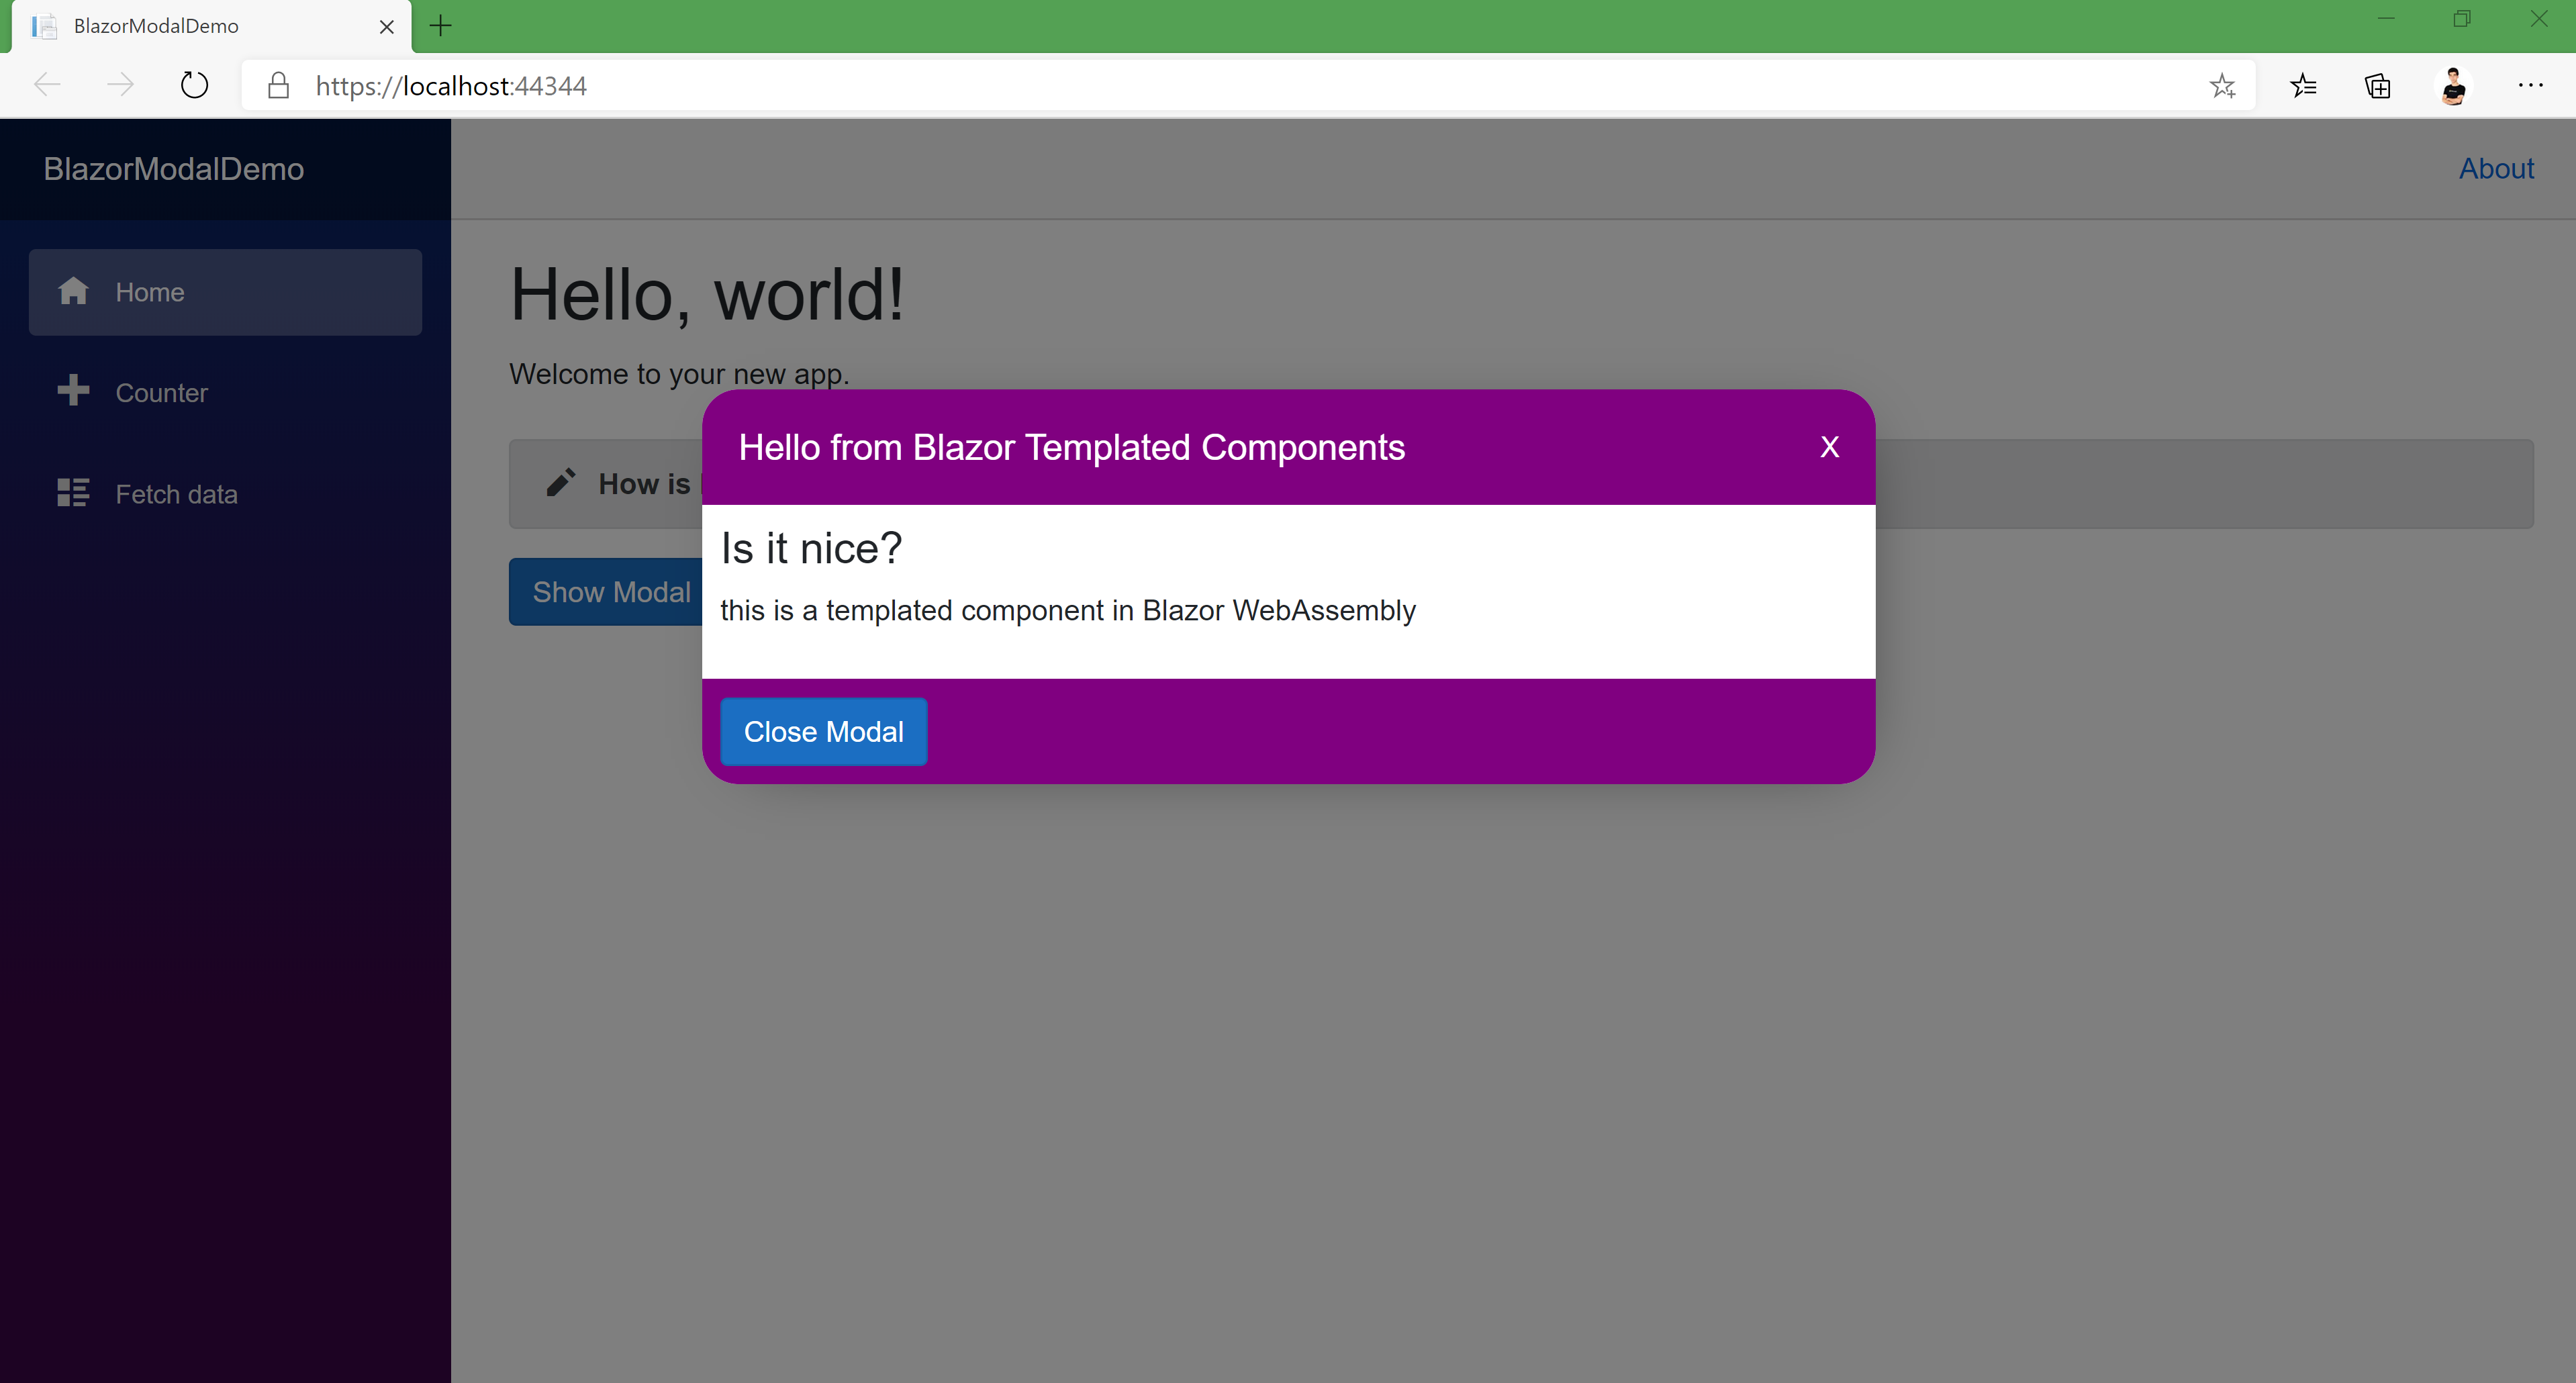 BlazorModalDemo
https://localhost:44344
BlazorModalDemo
About
Home
Counter
Fetch data
Hello, world!
Welcome to your new app.
How is
Show Modal
Hello from Blazor Templated Components
X
Is it nice?
this is a templated component in Blazor WebAssembly
Close Modal